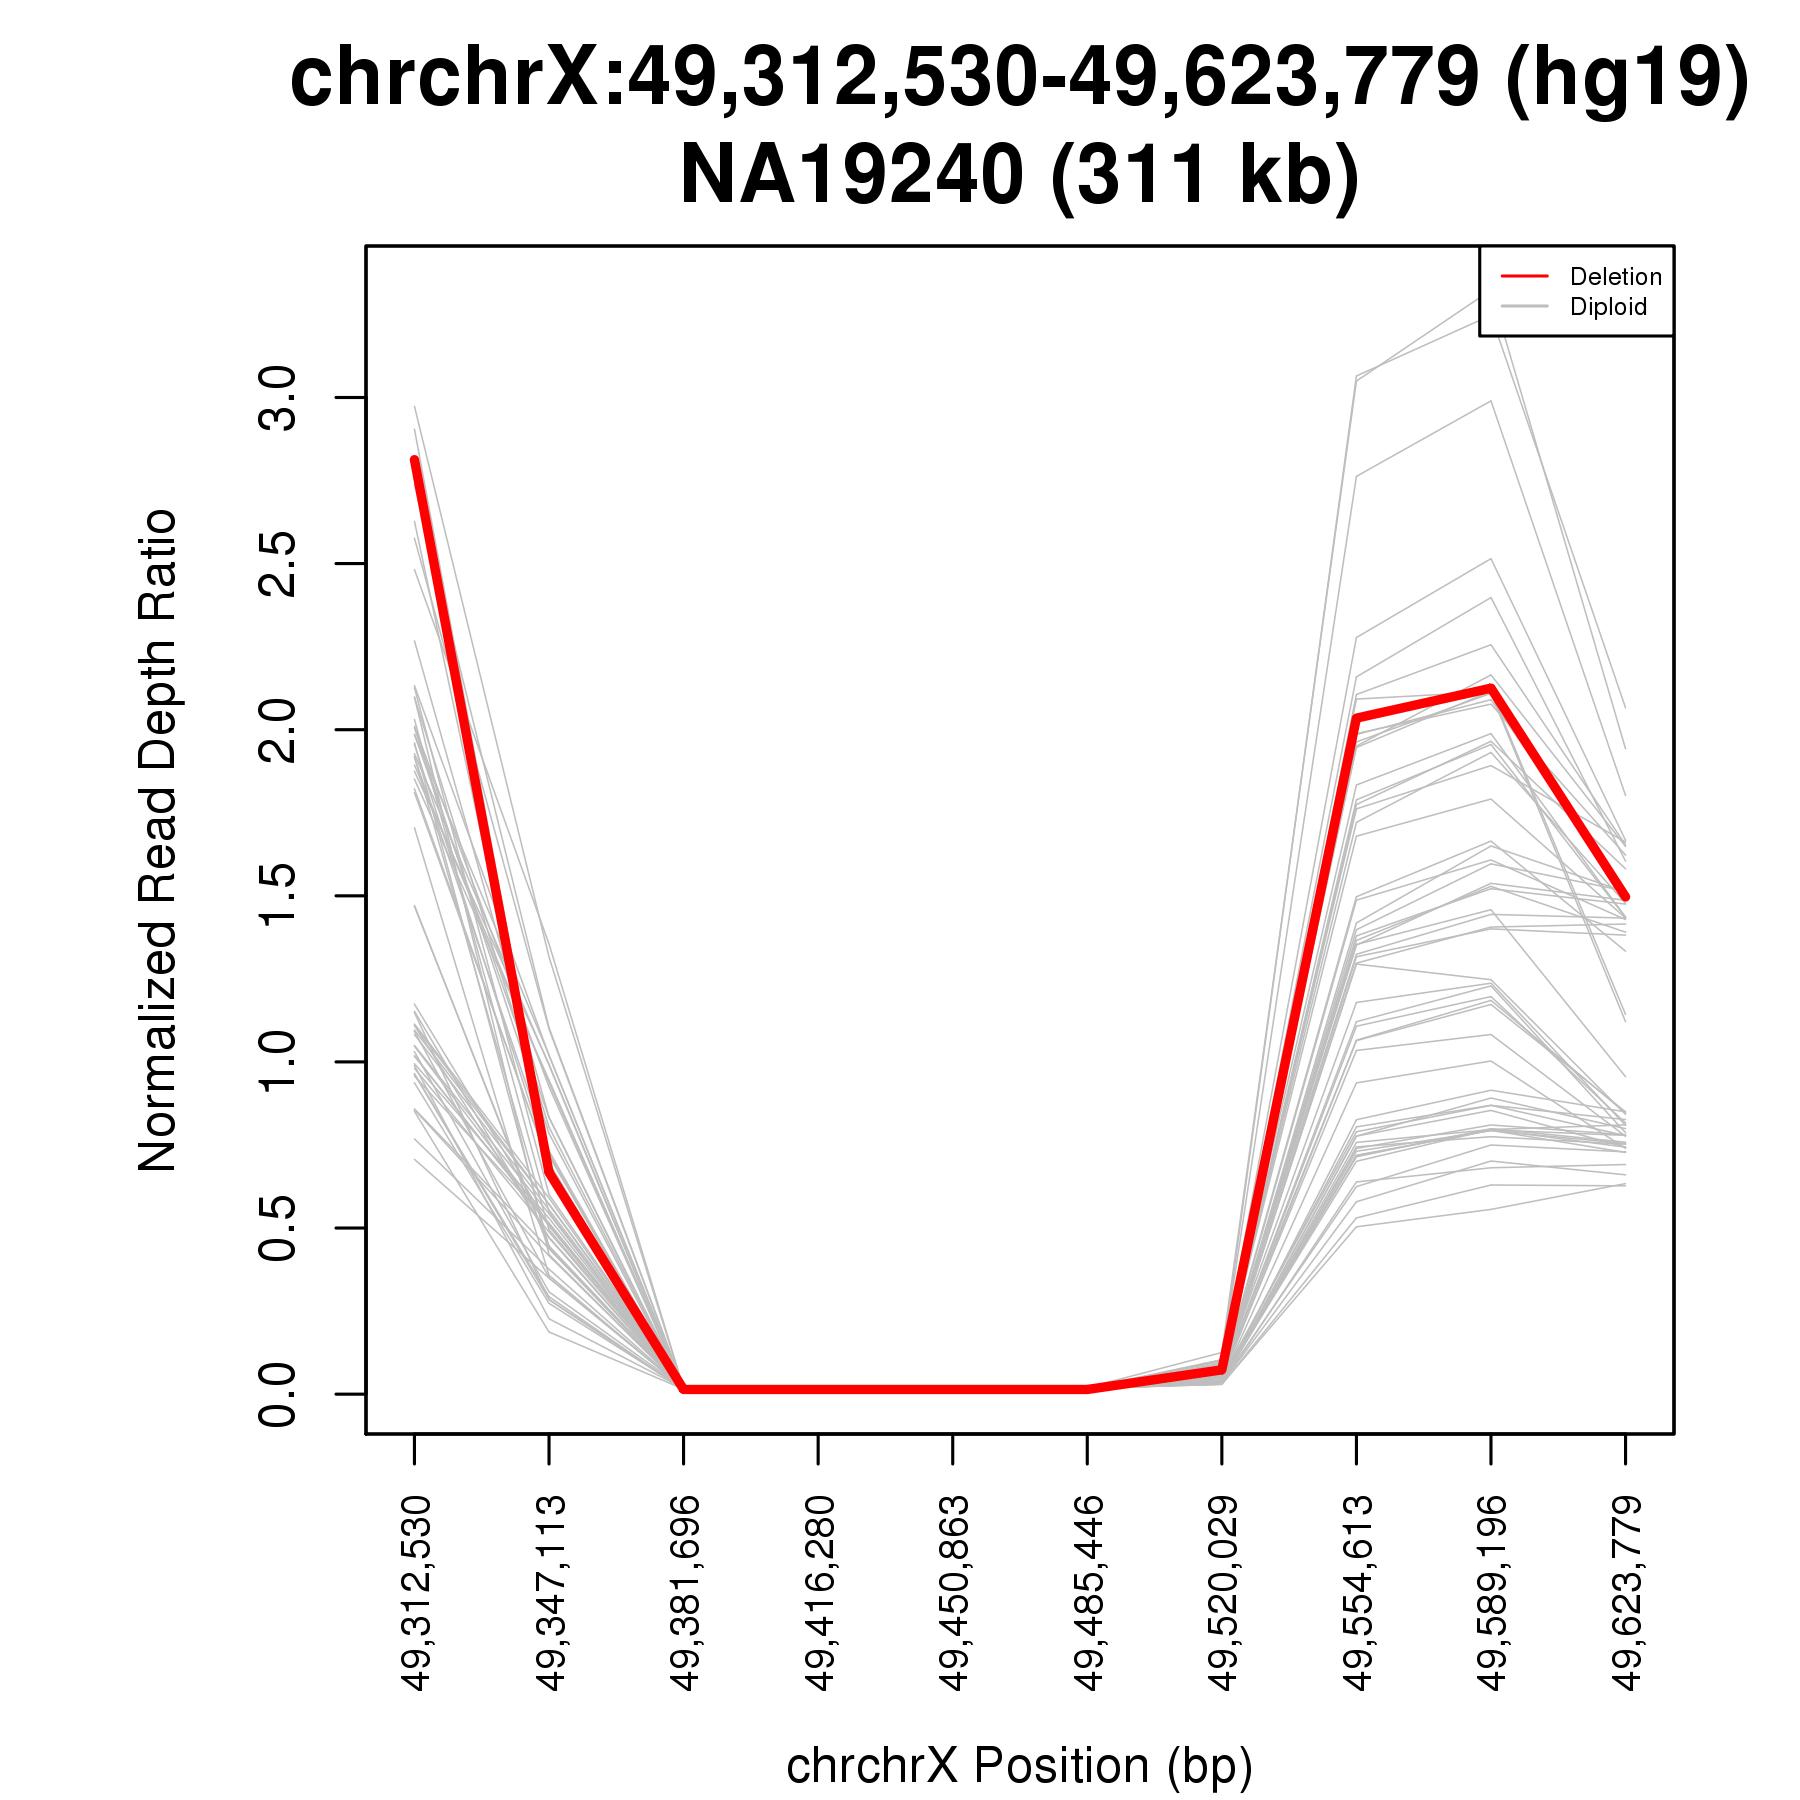 chrchrX:49,312,530-49,623,779 (hg19)
NA19240 (311 kb)
Deletion
Diploid
Normalized Read Depth Ratio
3.0
2.5
2.0
1.5
1.0
0.5
0.0
49,312,530
49,347,113
49,381,696
49,416,280
49,450,863
49,485,446
49,520,029
49,554,613
49,589,196
49,623,779
chrchrX Position (bp)